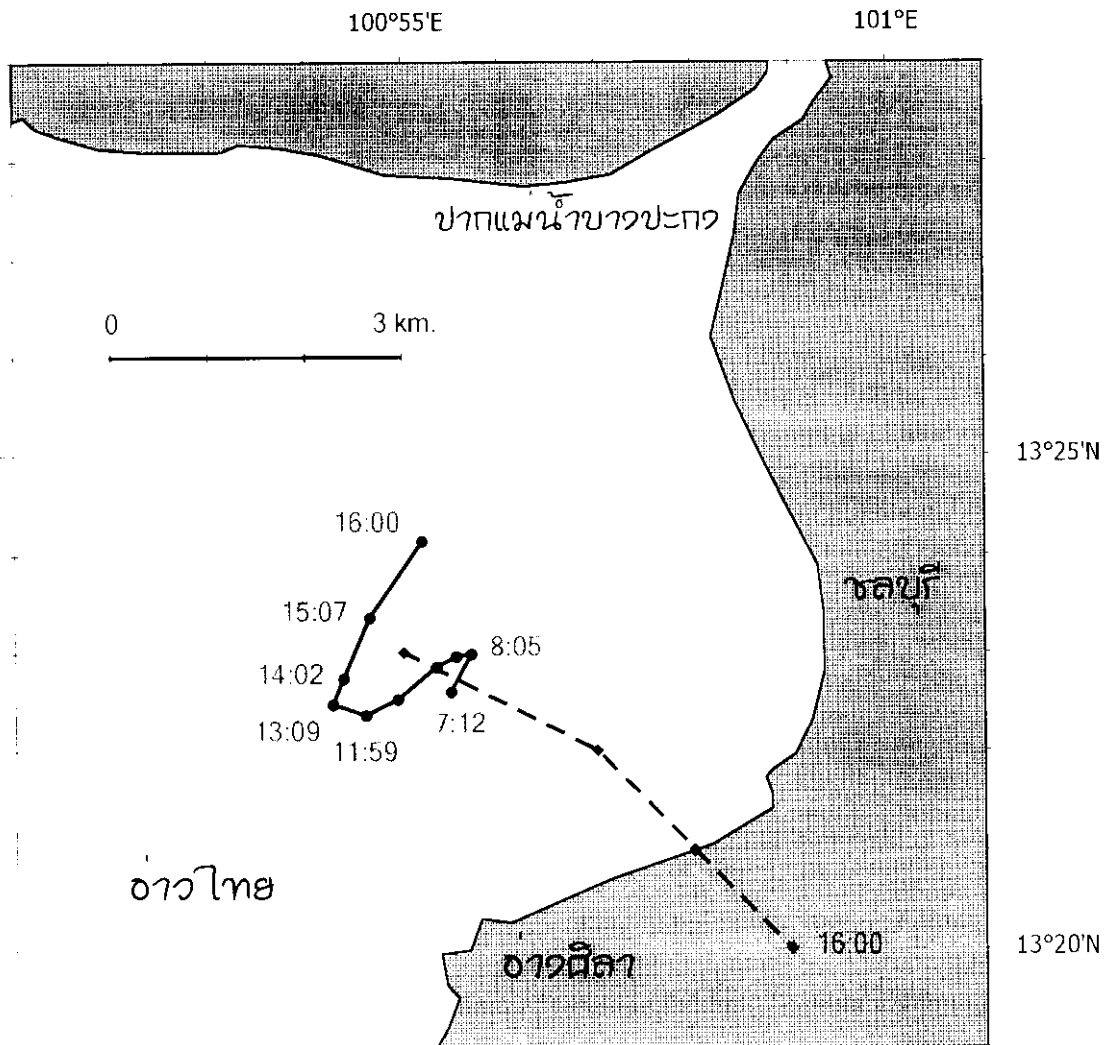 100°55'E 101°E
ปากแม่น้ำบางปะกง
0 3 km.
13°25'N
16:00
ชลบุรี
15:07
8:05
14:02
7:12
13:09
11:59
อ่าวไทย
16:00 13°20'N
อ่างศิลา